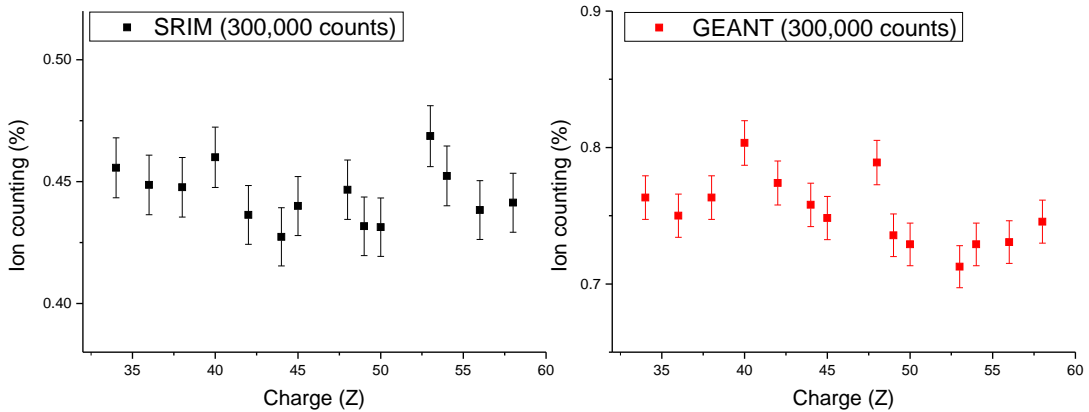 SRIM (300,000 counts)
0.50
0.45
0.40
Ion counting (%)
35 40 45 50 55 60
Charge (Z)
GEANT (300,000 counts)
0.9
0.8
0.7
0.6
Ion counting (%)
35 40 45 50 55 60
Charge (Z)